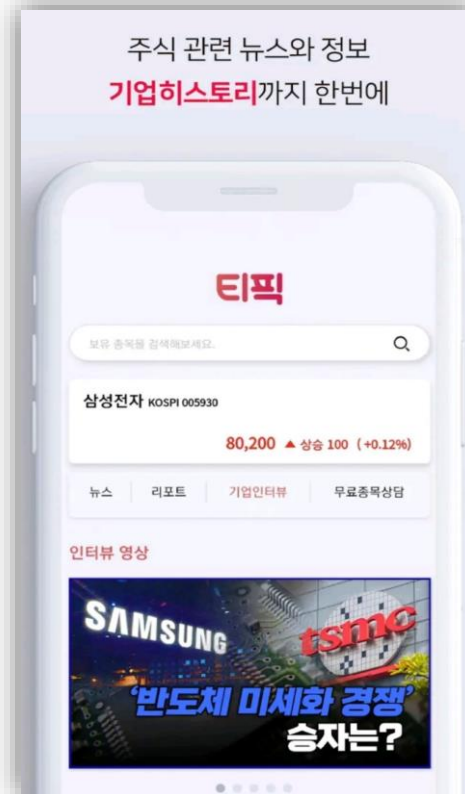 주식 관련 뉴스와 정보
기업히스토리까지 한번에
티픽
보유 종목을 검색해보세요.
삼성전자 KOSPI 005930
80,200 ▲ 상승 100 (+0.12%)
뉴스 리포트 기업인터뷰 무료종목상담
인터뷰 영상
SAMSUNG
tsmc
'반도체 미세화 경쟁'
승자는?